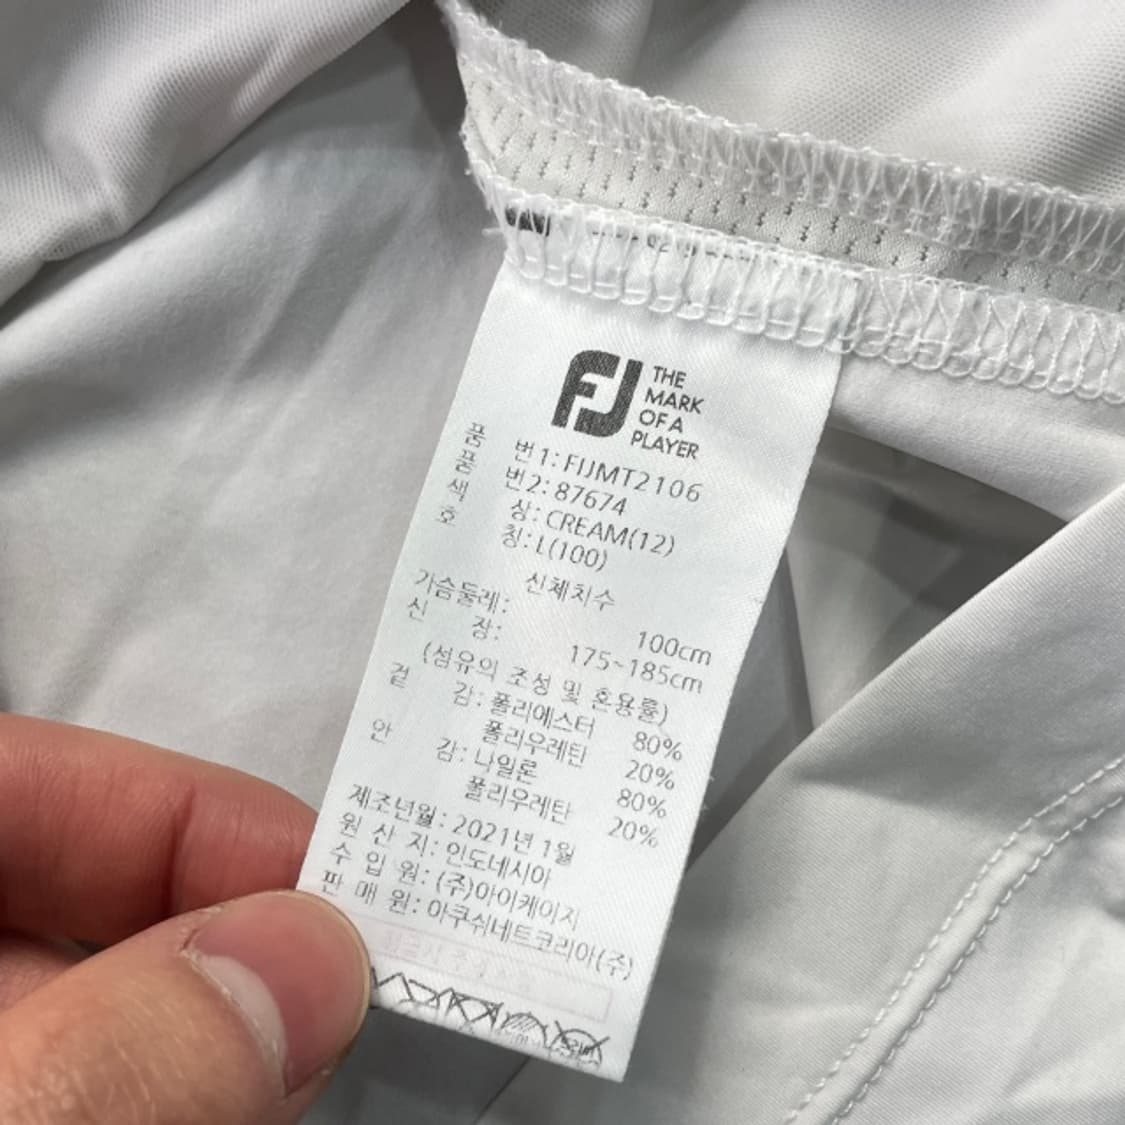 FJ
THE
MARK
OF A
PLAYER
품 번1: FIJMT2106
품 번2: 87674
색 상: CREAM(12)
호 칭: L(100)
신체치수
가슴둘레: 100cm
신 장: 175~185cm
(섬유의 조성 및 혼용률)
겉 감: 폴리에스터 80%
폴리우레탄 20%
안 감: 나일론 80%
폴리우레탄 20%
제조년월: 2021년 1월
원 산 지: 인도네시아
수 입 원: (주)아이케이지
판 매 원: 아쿠쉬네트코리아(주)